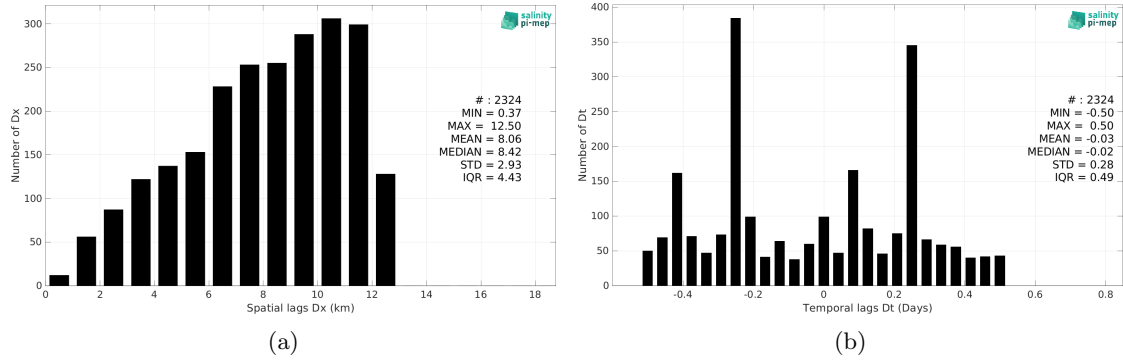 300
250
200
150
100
50
0
Number of Dx
salinity
pi-mep
# : 2324
MIN = 0.37
MAX = 12.50
MEAN = 8.06
MEDIAN = 8.42
STD = 2.93
IQR = 4.43
0 2 4 6 8 10 12 14 16 18
Spatial lags Dx (km)
(a)
400
350
300
250
200
150
100
50
0
Number of Dt
salinity
pi-mep
# : 2324
MIN = -0.50
MAX = 0.50
MEAN = -0.03
MEDIAN = -0.02
STD = 0.28
IQR = 0.49
-0.4 -0.2 0 0.2 0.4 0.6 0.8
Temporal lags Dt (Days)
(b)